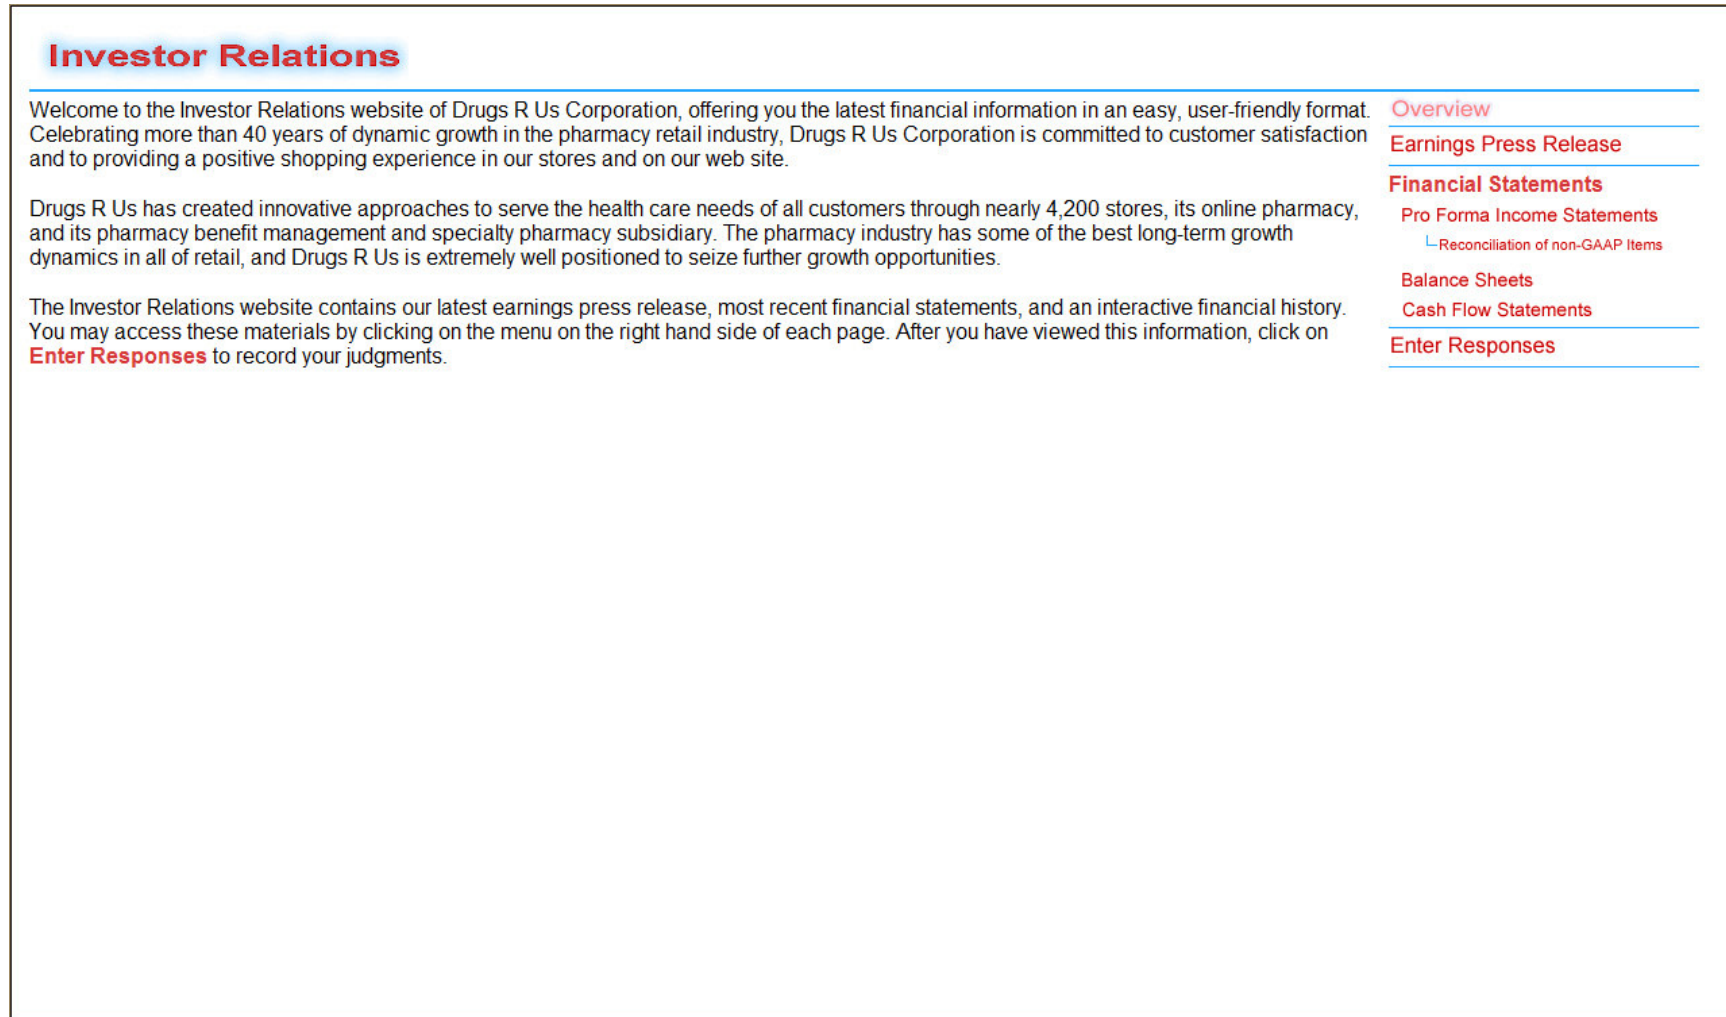 Investor Relations
Welcome to the Investor Relations website of Drugs R Us Corporation, offering you the latest financial information in an easy, user-friendly format.
Celebrating more than 40 years of dynamic growth in the pharmacy retail industry, Drugs R Us Corporation is committed to customer satisfaction
and to providing a positive shopping experience in our stores and on our web site.
Drugs R Us has created innovative approaches to serve the health care needs of all customers through nearly 4,200 stores, its online pharmacy,
and its pharmacy benefit management and specialty pharmacy subsidiary. The pharmacy industry has some of the best long-term growth
dynamics in all of retail, and Drugs R Us is extremely well positioned to seize further growth opportunities.
The Investor Relations website contains our latest earnings press release, most recent financial statements, and an interactive financial history.
You may access these materials by clicking on the menu on the right hand side of each page. After you have viewed this information, click on
Enter Responses to record your judgments.
Overview
Earnings Press Release
Financial Statements
Pro Forma Income Statements
Reconciliation of non-GAAP Items
Balance Sheets
Cash Flow Statements
Enter Responses